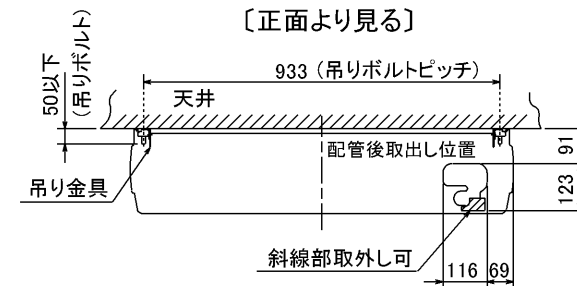 〔正面より見る〕
50以下
(吊りボルト)
933 (吊りボルトピッチ)
天井
配管後取出し位置
91
123
吊り金具
斜線部取外し可
116
69